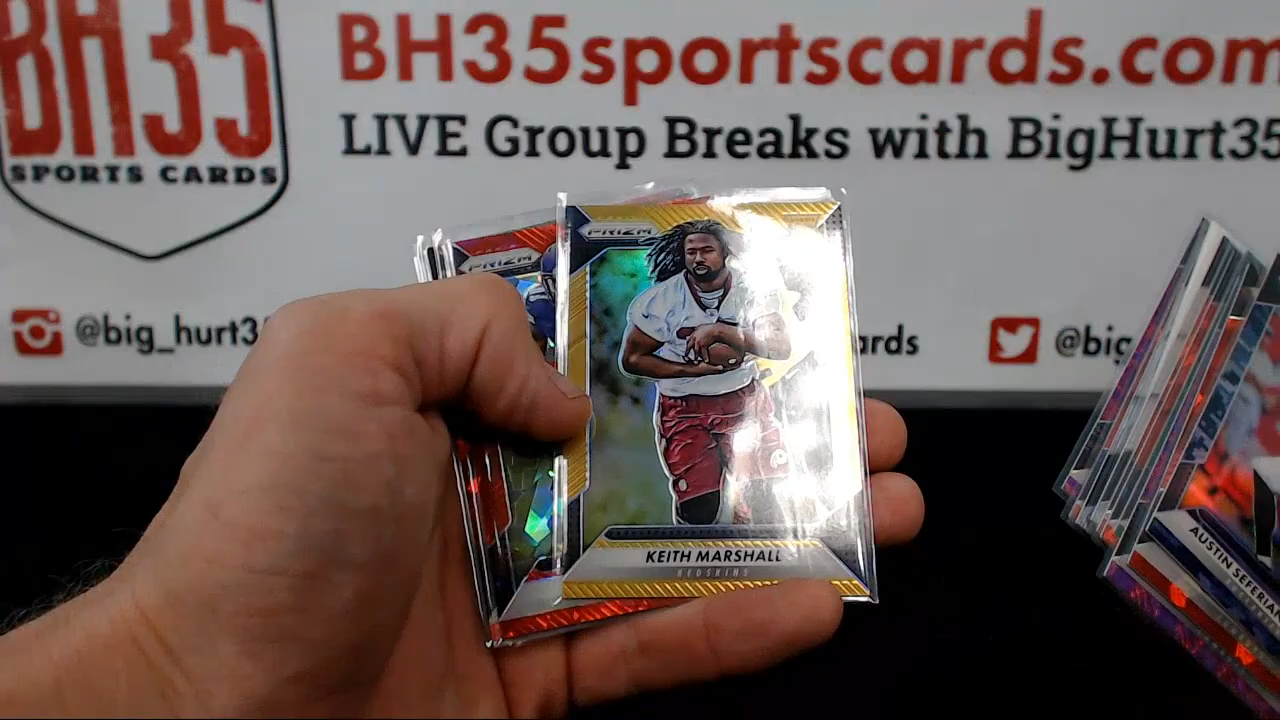 BH35
SPORTS CARDS
BH35sportscards.com
LIVE Group Breaks with BigHurt35
@big_hurt3
ards
@big
PRIZM
PRIZM
KEITH MARSHALL
REDSKINS
AUSTIN SEFERIA